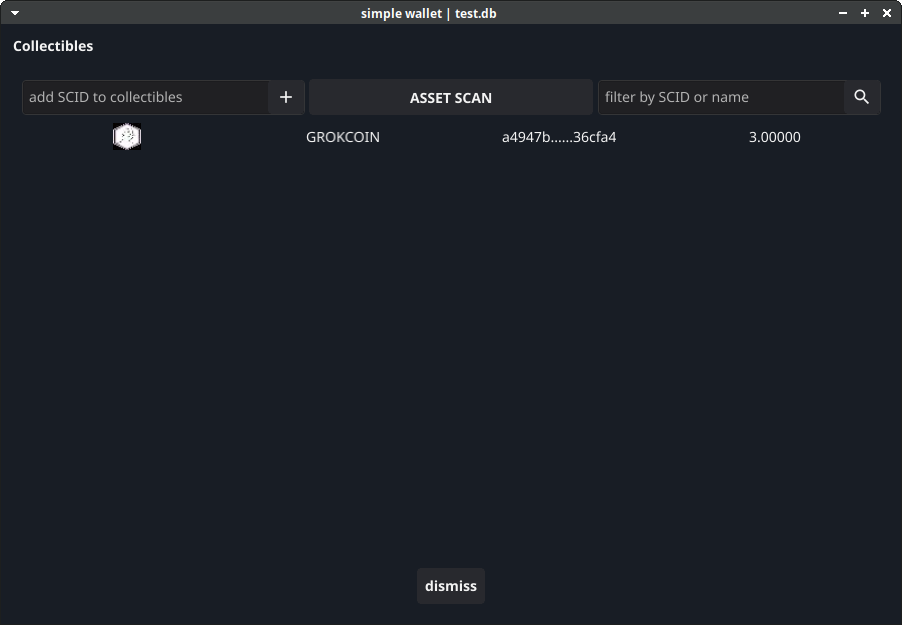 simple wallet | test.db
Collectibles
add SCID to collectibles
ASSET SCAN
filter by SCID or name
GROKCOIN a4947b......36cfa4 3.00000
dismiss